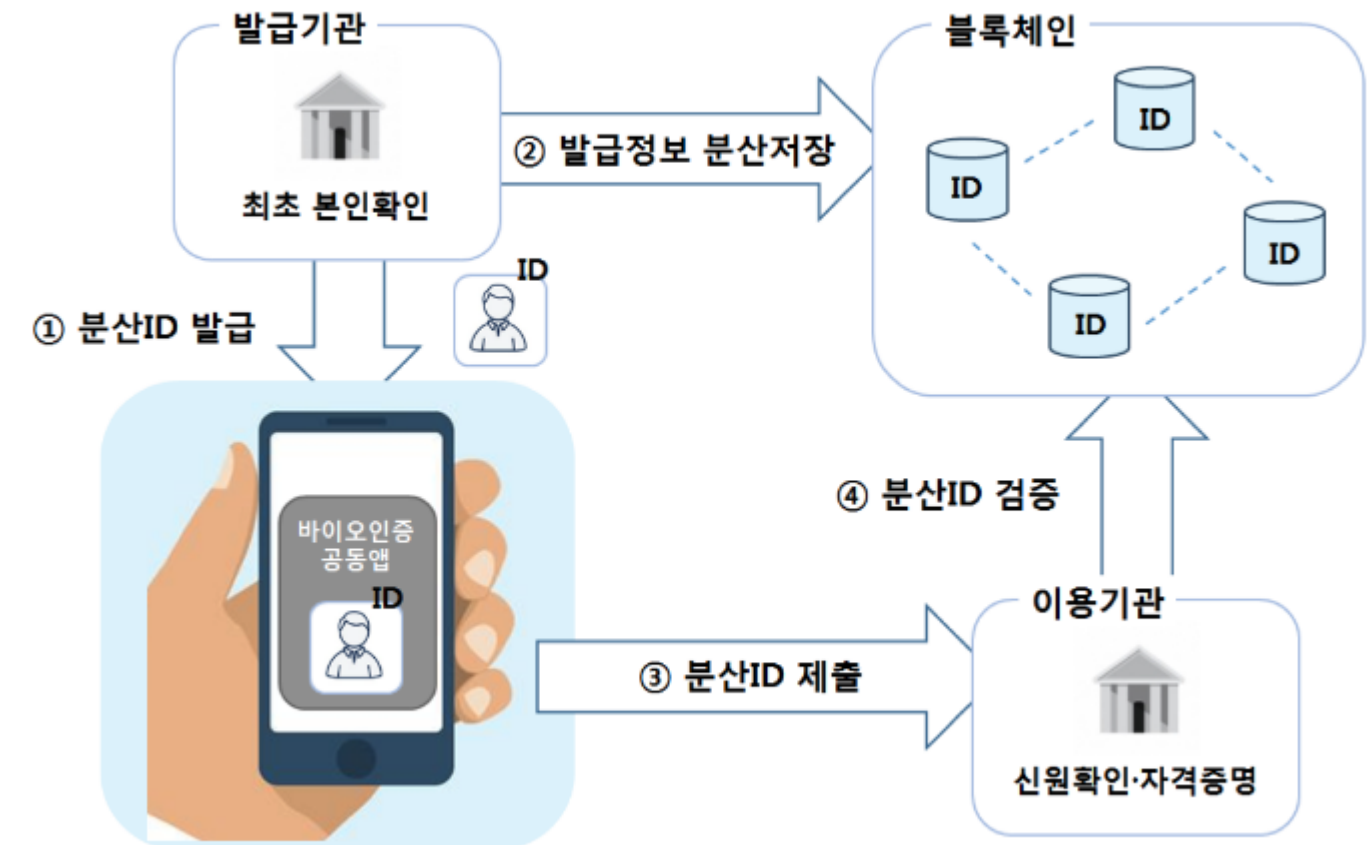 발급기관
최초 본인확인
② 발급정보 분산저장
블록체인
ID
ID
ID
ID
① 분산ID 발급
ID
바이오인증
공동앱
ID
③ 분산ID 제출
④ 분산ID 검증
이용기관
신원확인·자격증명